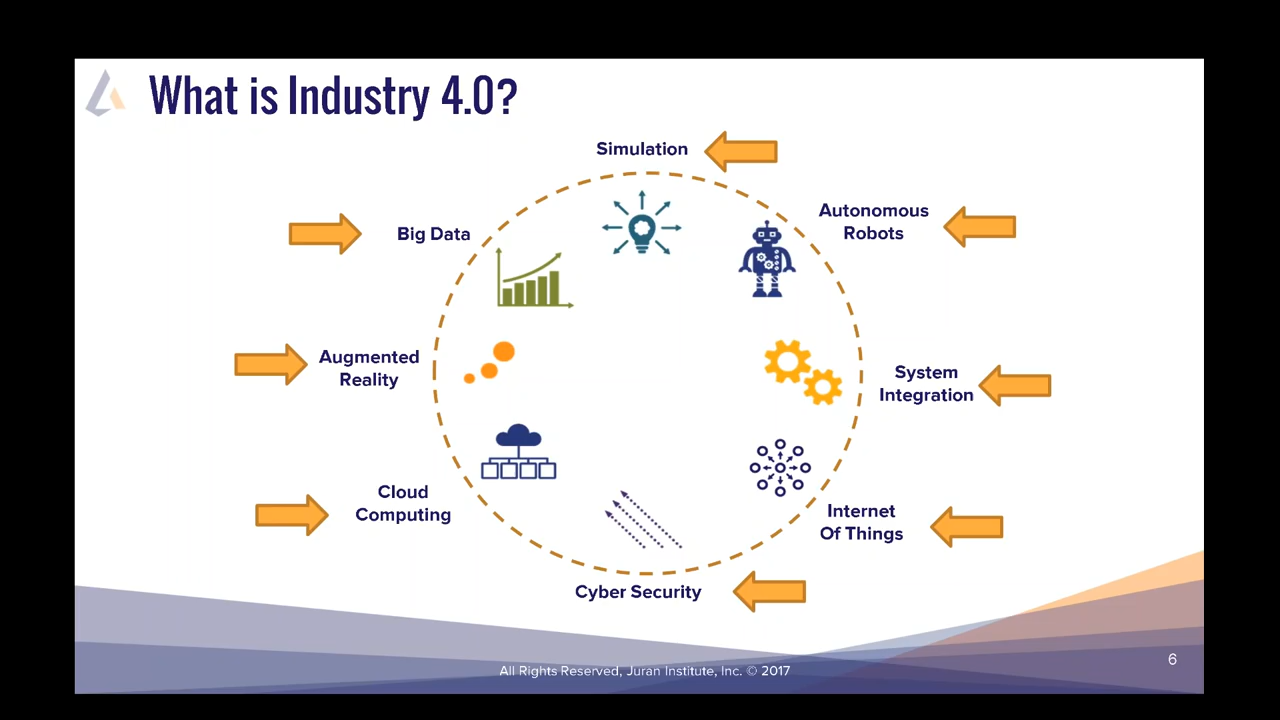 What is Industry 4.0?
Simulation
Autonomous
Robots
Big Data
Augmented
Reality
System
Integration
Cloud
Computing
Internet
Of Things
Cyber Security
6
All Rights Reserved, Juran Institute, Inc. © 2017